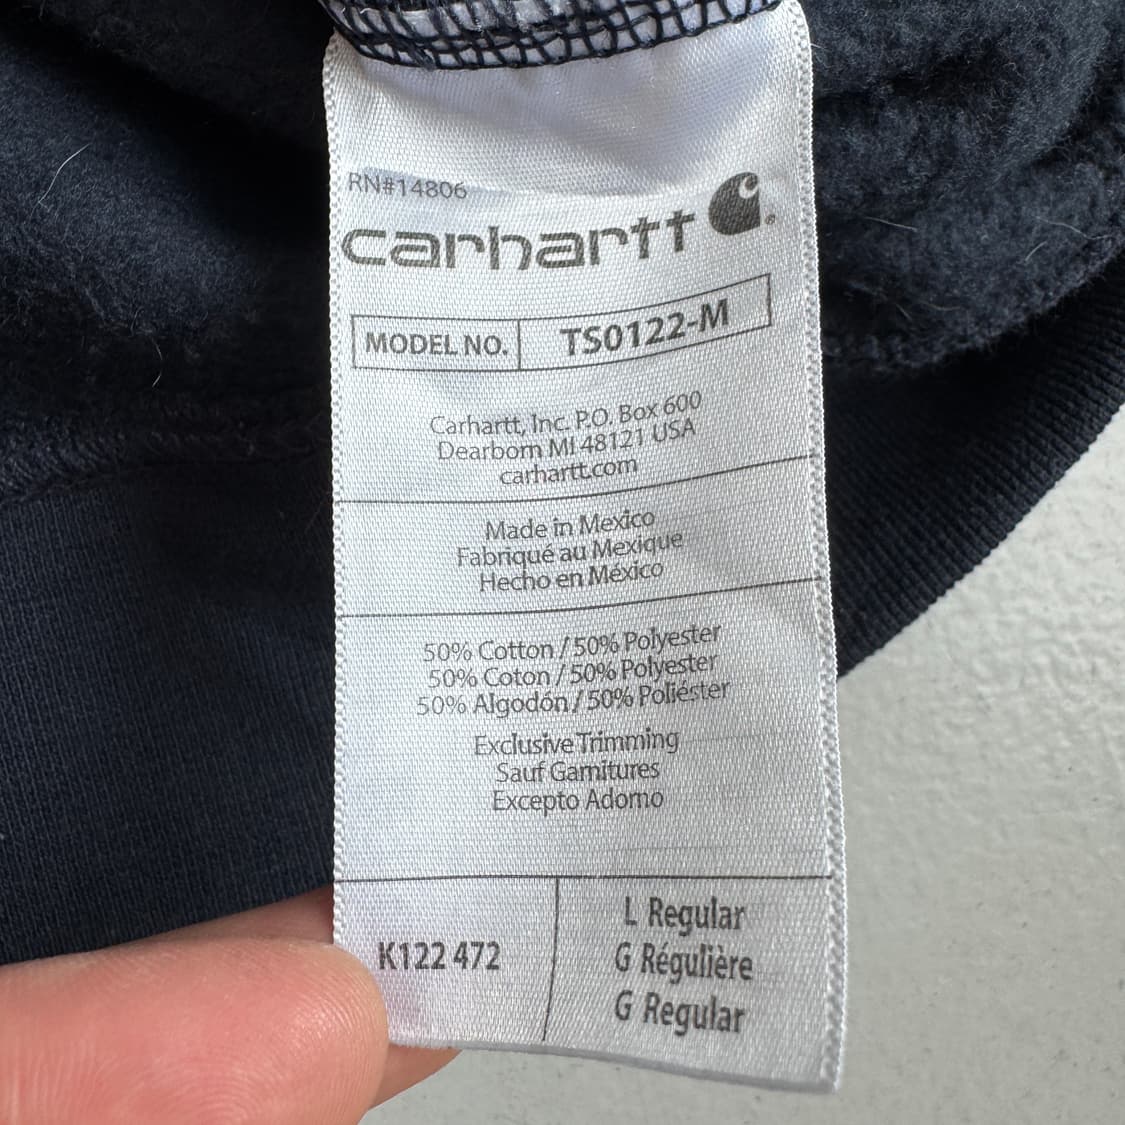 RN#14806
carhartt
MODEL NO. TS0122-M
Carhartt, Inc. P.O. Box 600
Dearborn MI 48121 USA
carhartt.com
Made in Mexico
Fabriqué au Mexique
Hecho en México
50% Cotton / 50% Polyester
50% Coton / 50% Polyester
50% Algodón / 50% Poliéster
Exclusive Trimming
Sauf Garnitures
Excepto Adorno
K122 472
L Regular
G Régulière
G Regular